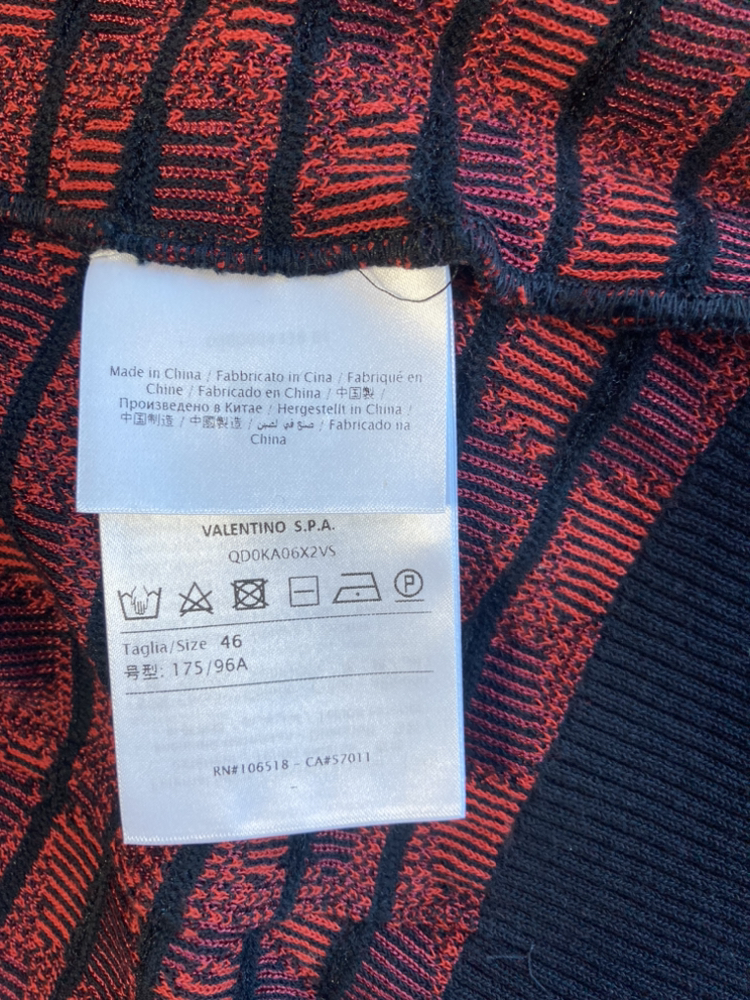 Made in China / Fabbricato in Cina / Fabriqué en
Chine / Fabricado en China / 中国製 /
Произведено в Китае / Hergestellt in China /
中国制造 / 中國製造 / صنع في لصين / Fabricado na
China
VALENTINO S.P.A.
QD0KA06X2VS
P
Taglia/Size 46
号型: 175/96A
RN#106518 - CA#57011
-